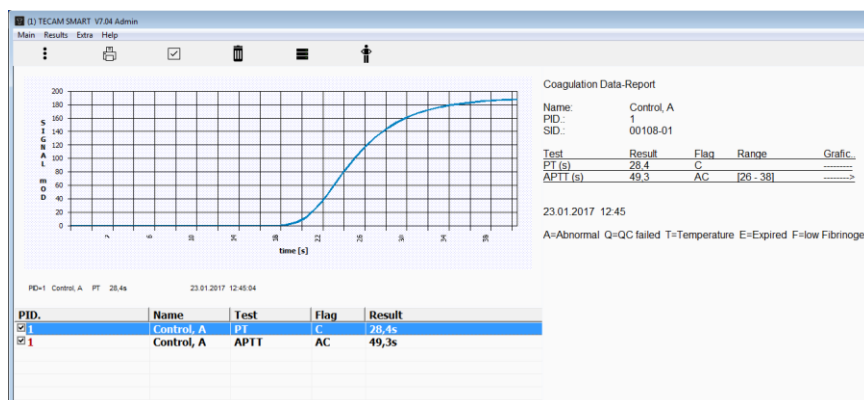 (1) TECAM SMART V7.04 Admin
Main Results Extra Help
SIGNAL mOD
200
180
160
140
120
100
80
60
40
20
0
22
time [s]
PID=1 Control, A PT 28,4s 23.01.2017 12:45:04
PID. Name Test Flag Result
1 Control, A PT C 28,4s
1 Control, A APTT AC 49,3s
Coagulation Data-Report
Name: Control, A
PID.: 1
SID.: 00108-01
Test Result Flag Range Grafic..
PT (s) 28,4 C ---------
APTT (s) 49,3 AC [26 - 38] -------->
23.01.2017 12:45
A=Abnormal Q=QC failed T=Temperature E=Expired F=low Fibrinoge